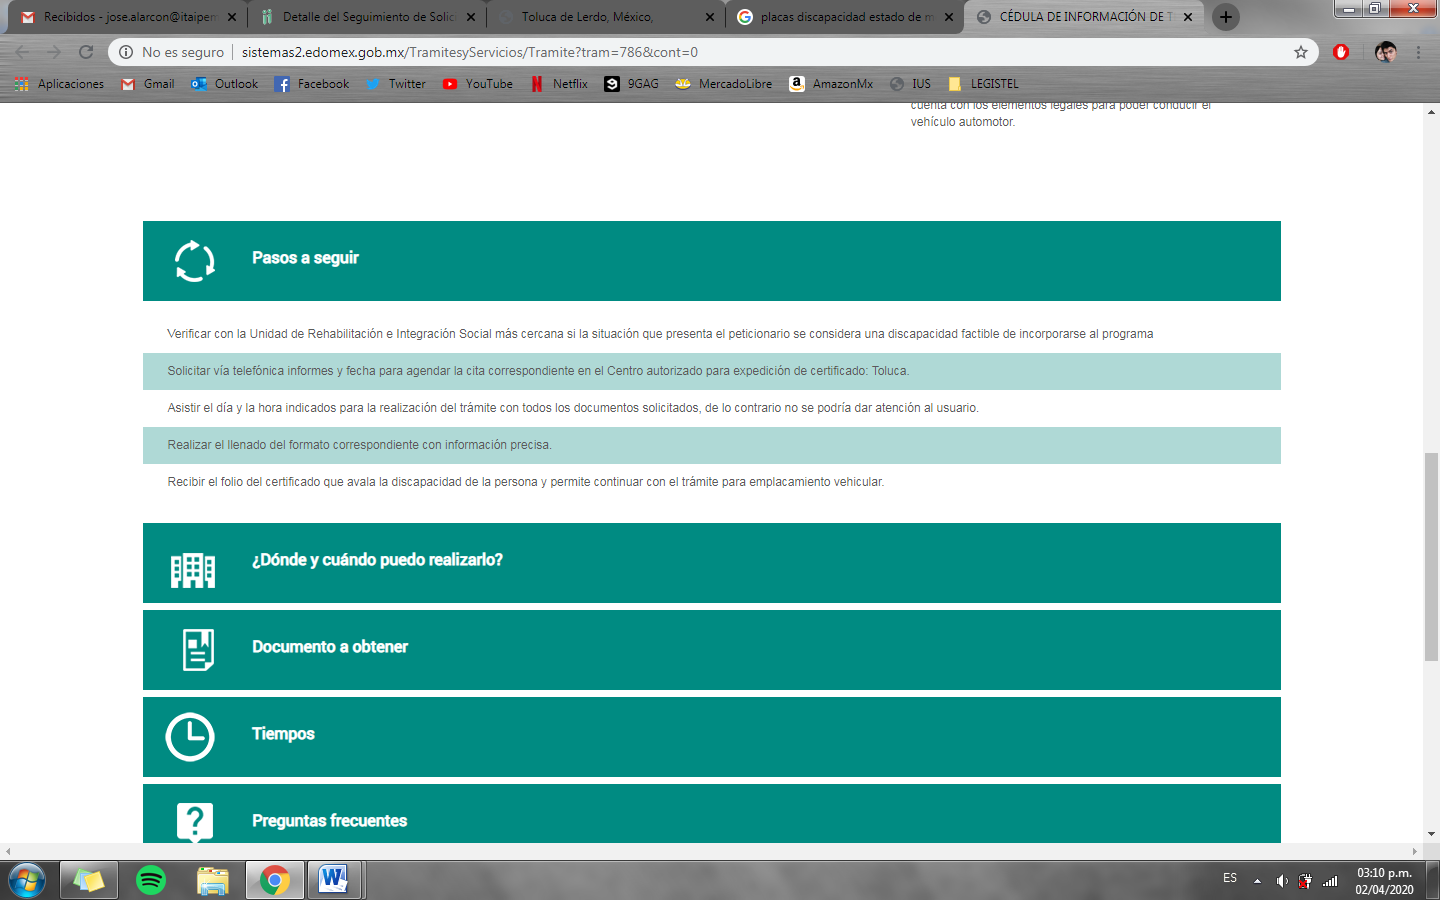 Recibidos - jose.alarcon@itaipem
Detalle del Seguimiento de Solic
Toluca de Lerdo, México,
placas discapacidad estado de m
CÉDULA DE INFORMACIÓN DE T
No es seguro
sistemas2.edomex.gob.mx/TramitesyServicios/Tramite?tram=786&cont=0
Aplicaciones
Gmail
Outlook
Facebook
Twitter
YouTube
Netflix
9GAG
MercadoLibre
AmazonMx
IUS
LEGISTEL
cuenta con los elementos legales para poder conducir el
vehículo automotor.
Pasos a seguir
Verificar con la Unidad de Rehabilitación e Integración Social más cercana si la situación que presenta el peticionario se considera una discapacidad factible de incorporarse al programa
Solicitar vía telefónica informes y fecha para agendar la cita correspondiente en el Centro autorizado para expedición de certificado: Toluca.
Asistir el día y la hora indicados para la realización del trámite con todos los documentos solicitados, de lo contrario no se podría dar atención al usuario.
Realizar el llenado del formato correspondiente con información precisa.
Recibir el folio del certificado que avala la discapacidad de la persona y permite continuar con el trámite para emplacamiento vehicular.
¿Dónde y cuándo puedo realizarlo?
Documento a obtener
Tiempos
Preguntas frecuentes
ES
03:10 p.m.
02/04/2020